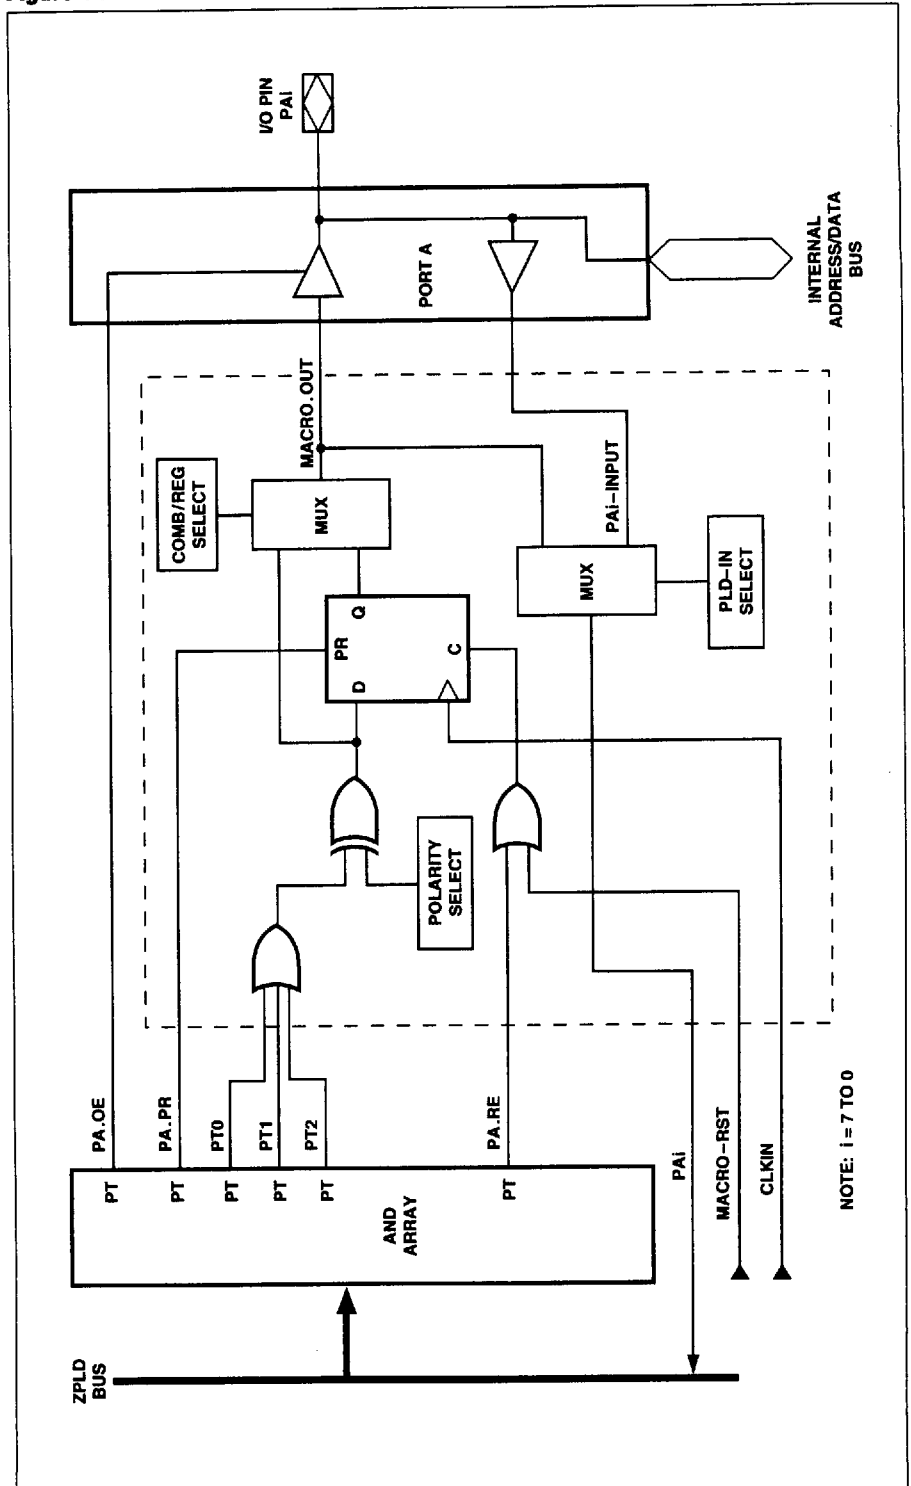 Figure
I/O PIN
PAi
PORT A
INTERNAL
ADDRESS/DATA
BUS
MACRO.OUT
COMB/REG
SELECT
MUX
PAi–INPUT
MUX
PLD–IN
SELECT
PR
Q
D
C
POLARITY
SELECT
PA.OE
PA.PR
PT0
PT1
PT2
PA.RE
PT
PT
PT
PT
PT
PT
AND
ARRAY
PAi
MACRO–RST
CLKIN
ZPLD
BUS
NOTE: i = 7 TO 0